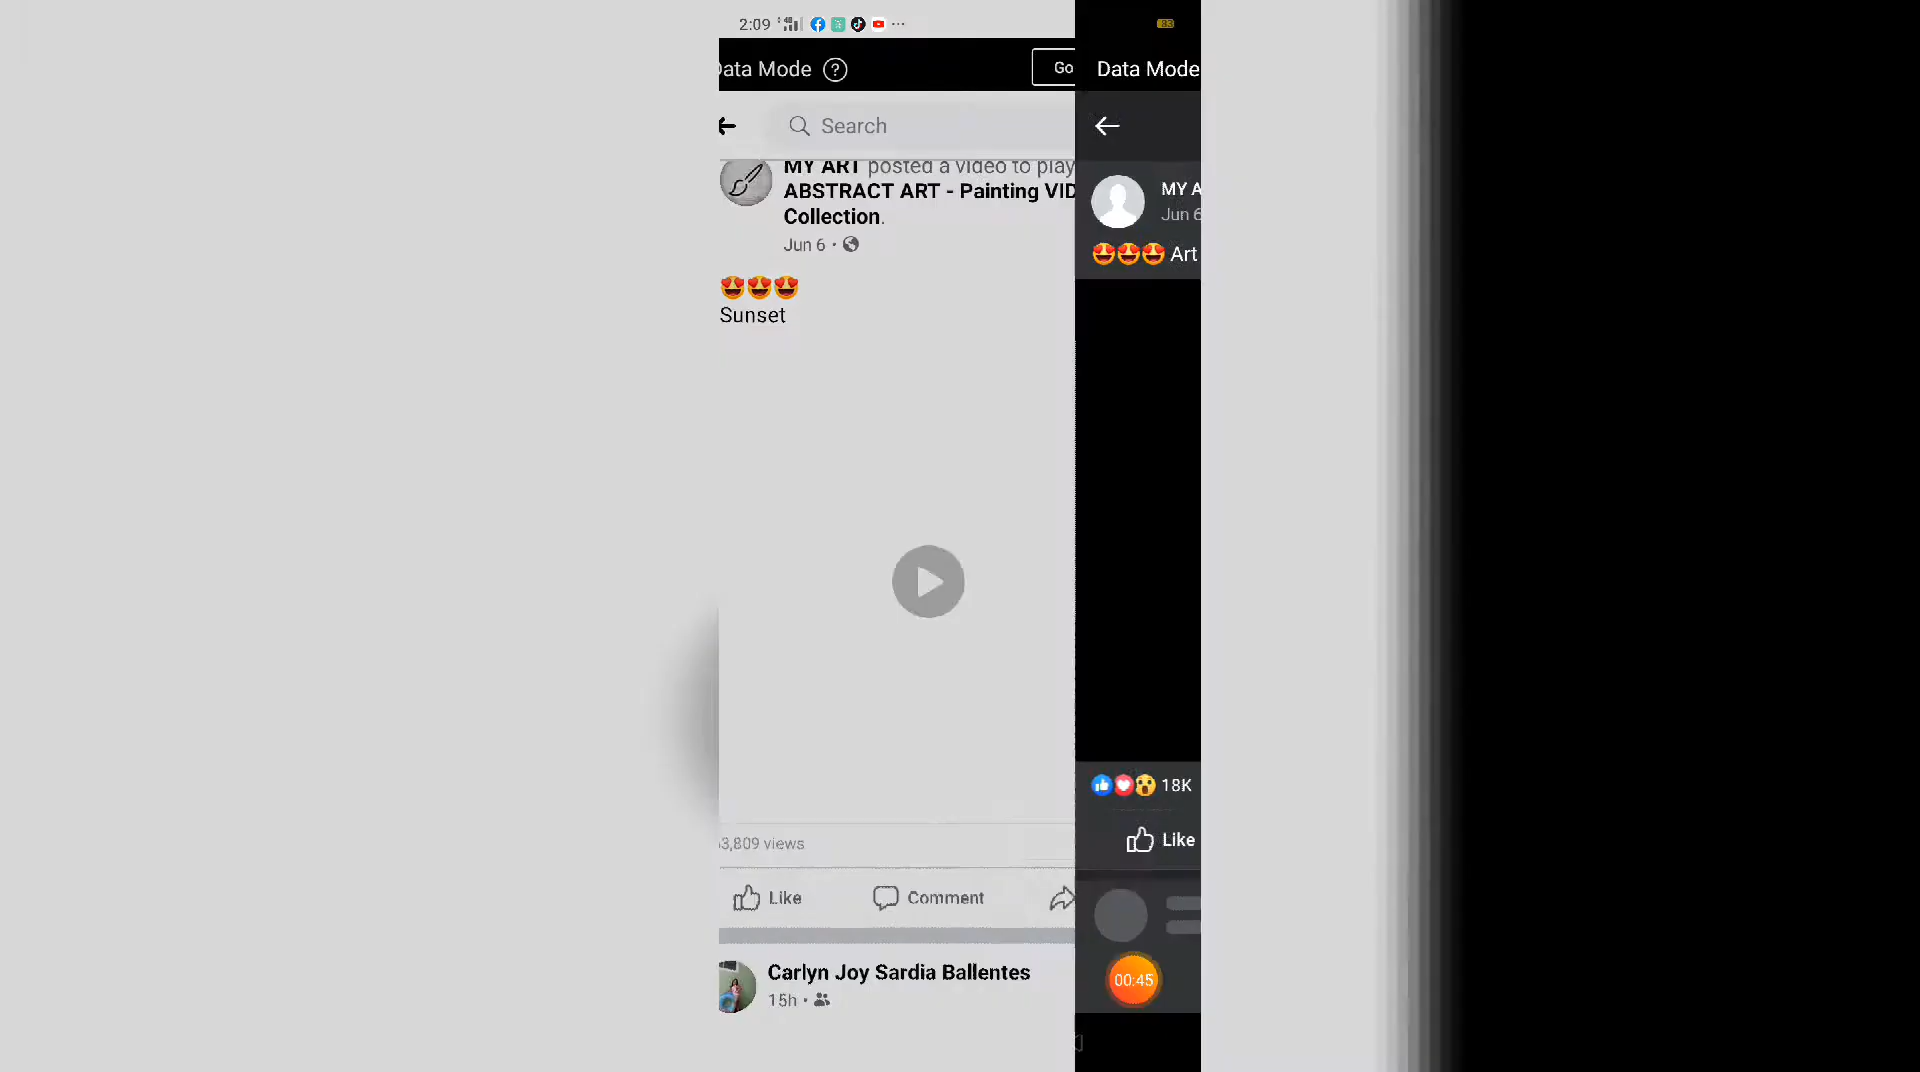 2:09
Data Mode
Go
Search
MY ART posted a video to play
ABSTRACT ART - Painting VID
Collection.
Jun 6 •
Sunset
3,809 views
Like
Comment
Carlyn Joy Sardia Ballentes
15h •
83
Data Mode
MY A
Jun 6
Art
18K
Like
00:45